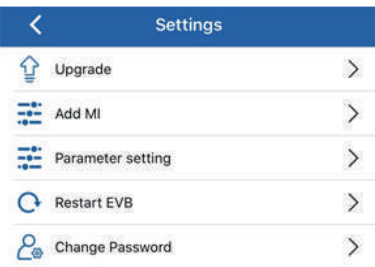 Settings
Upgrade
Add MI
Parameter setting
Restart EVB
Change Password